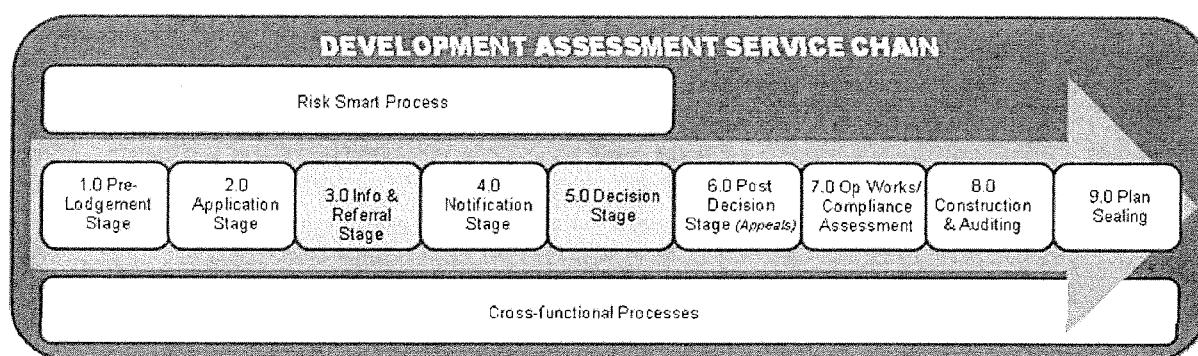 DEVELOPMENT ASSESSMENT SERVICE CHAIN
Risk Smart Process
1.0 Pre-
Lodgement
Stage
2.0
Application
Stage
3.0 Info &
Referral
Stage
4.0
Notification
Stage
5.0 Decision
Stage
6.0 Post
Decision
Stage (Appeals)
7.0 Op Works/
Compliance
Assessment
8.0
Construction
& Auditing
9.0 Plan
Sealing
Cross-functional Processes